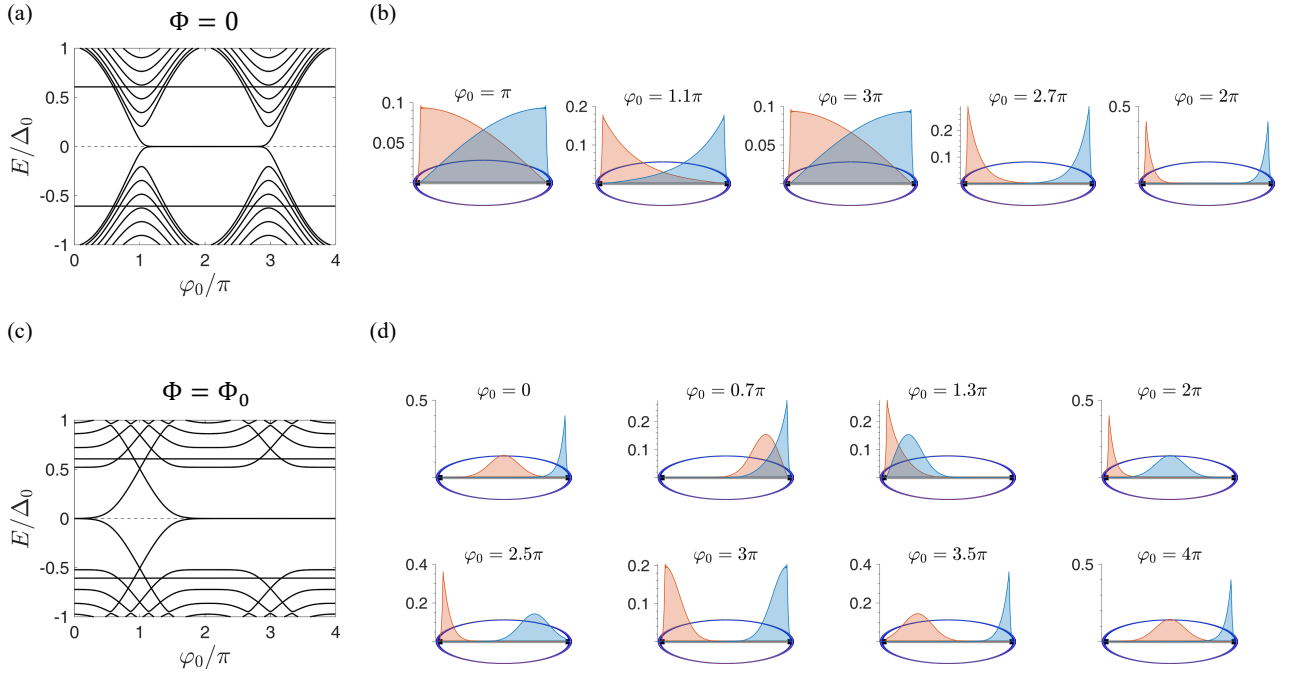 (a)
Φ = 0
1
0.5
0
-0.5
-1
E/Δ₀
0 1 2 3 4
φ₀/π
(b)
φ₀ = π
0.1
0.05
φ₀ = 1.1π
0.2
0.1
φ₀ = 3π
0.1
0.05
φ₀ = 2.7π
0.2
0.1
φ₀ = 2π
0.5
(c)
Φ = Φ₀
1
0.5
0
-0.5
-1
E/Δ₀
0 1 2 3 4
φ₀/π
(d)
φ₀ = 0
0.5
φ₀ = 0.7π
0.2
0.1
φ₀ = 1.3π
0.2
0.1
φ₀ = 2π
0.5
φ₀ = 2.5π
0.4
0.2
φ₀ = 3π
0.2
0.1
φ₀ = 3.5π
0.4
0.2
φ₀ = 4π
0.5